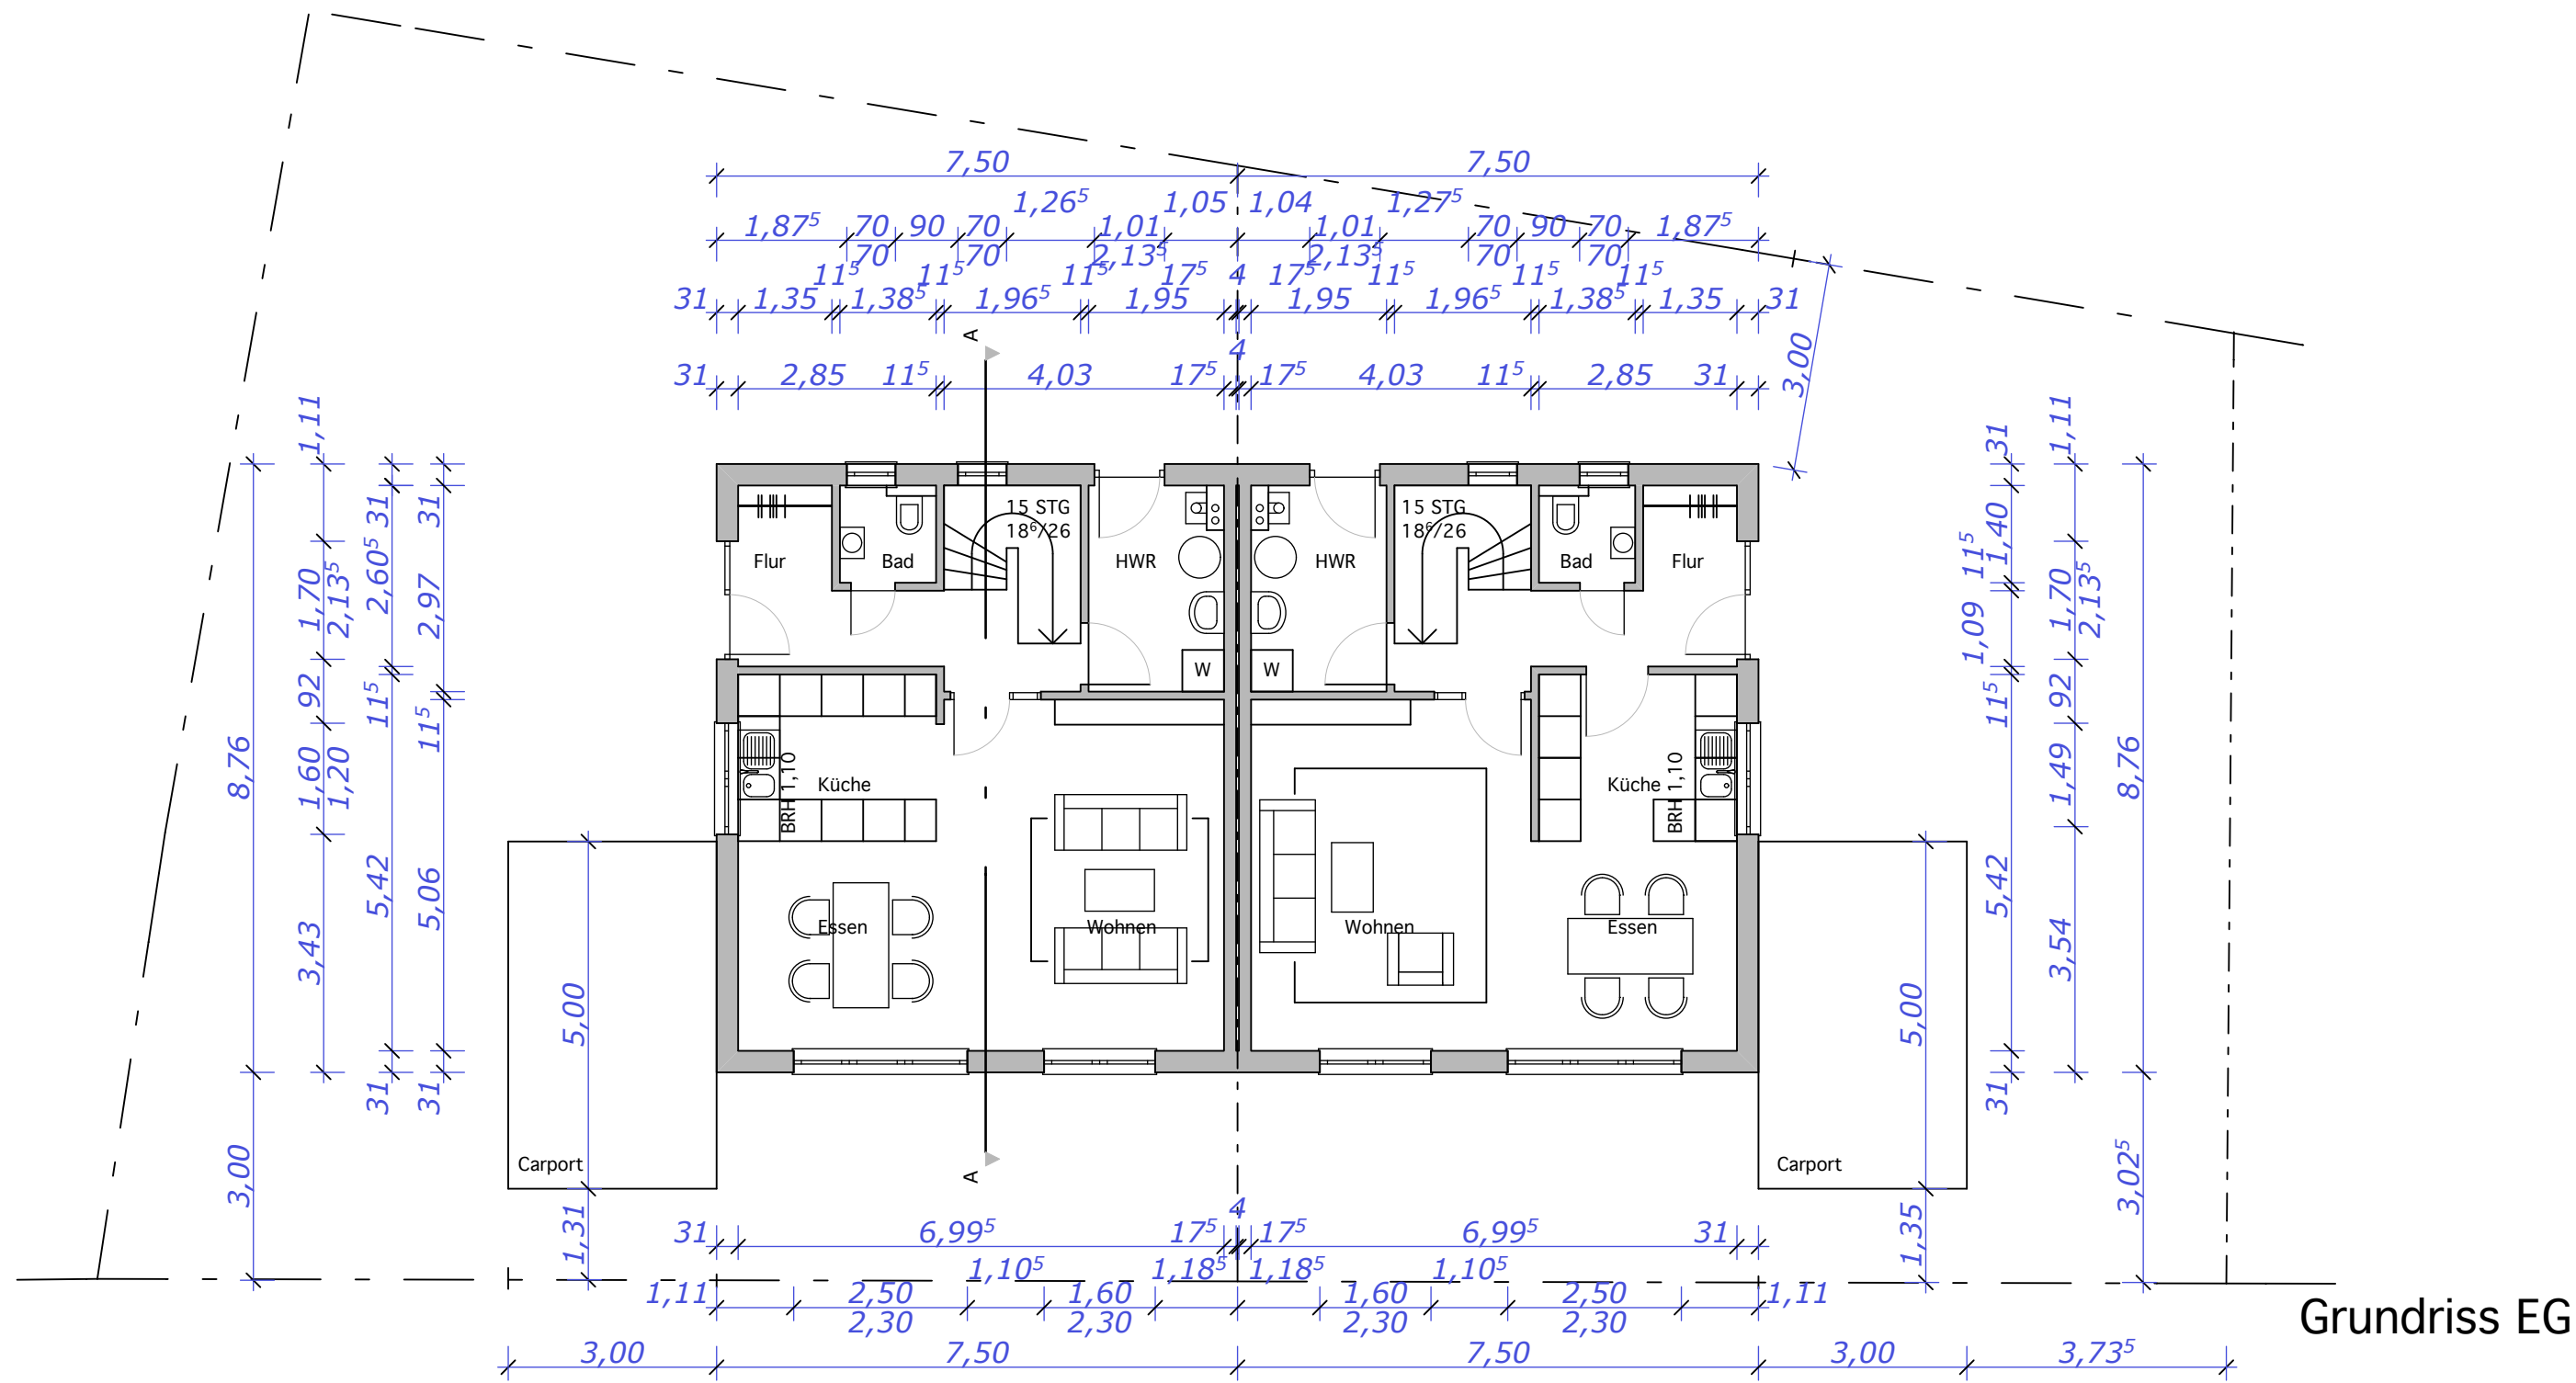 7,50 7,50
1,26⁵ 1,05 1,04 1,27⁵
1,87⁵ 70 90 70 1,01 1,01 70 90 70 1,87⁵
70 70 2,13⁵ 2,13⁵ 70 70
11⁵ 11⁵ 11⁵ 17⁵ 4 17⁵ 11⁵ 11⁵ 11⁵
31 1,35 1,38⁵ 1,96⁵ 1,95 1,95 1,96⁵ 1,38⁵ 1,35 31
A
4
31 2,85 11⁵ 4,03 17⁵ 17⁵ 4,03 11⁵ 2,85 31
3,00
8,76
3,00
1,11
1,70
2,13⁵
92
1,60
1,20
3,43
31
2,60⁵
11⁵
5,42
31
31
2,97
11⁵
5,06
31
15 STG 15 STG
18⁶/26 18⁶/26
Flur Bad HWR HWR Bad Flur
W W
Küche Küche
BRH 1,10 BRH 1,10
Essen Wohnen Wohnen Essen
31
1,40
11⁵
1,09
11⁵
5,42
31
1,11
1,70
2,13⁵
92
1,49
3,54
8,76
3,02⁵
5,00
1,31
5,00
1,35
Carport Carport
A
4
31 6,99⁵ 17⁵ 17⁵ 6,99⁵ 31
1,10⁵ 1,18⁵ 1,18⁵ 1,10⁵
1,11 2,50 1,60 1,60 2,50 1,11
2,30 2,30 2,30 2,30
3,00 7,50 7,50 3,00 3,73⁵
Grundriss EG